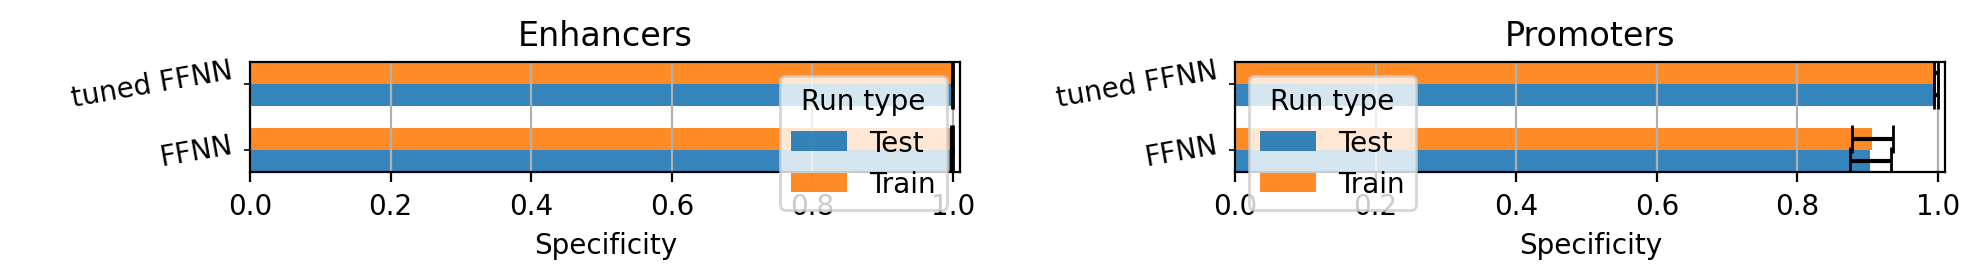 Enhancers
tuned FFNN
FFNN
Run type
Test
Train
0.0 0.2 0.4 0.6 0.8 1.0
Specificity
Promoters
tuned FFNN
FFNN
Run type
Test
Train
0.0 0.2 0.4 0.6 0.8 1.0
Specificity